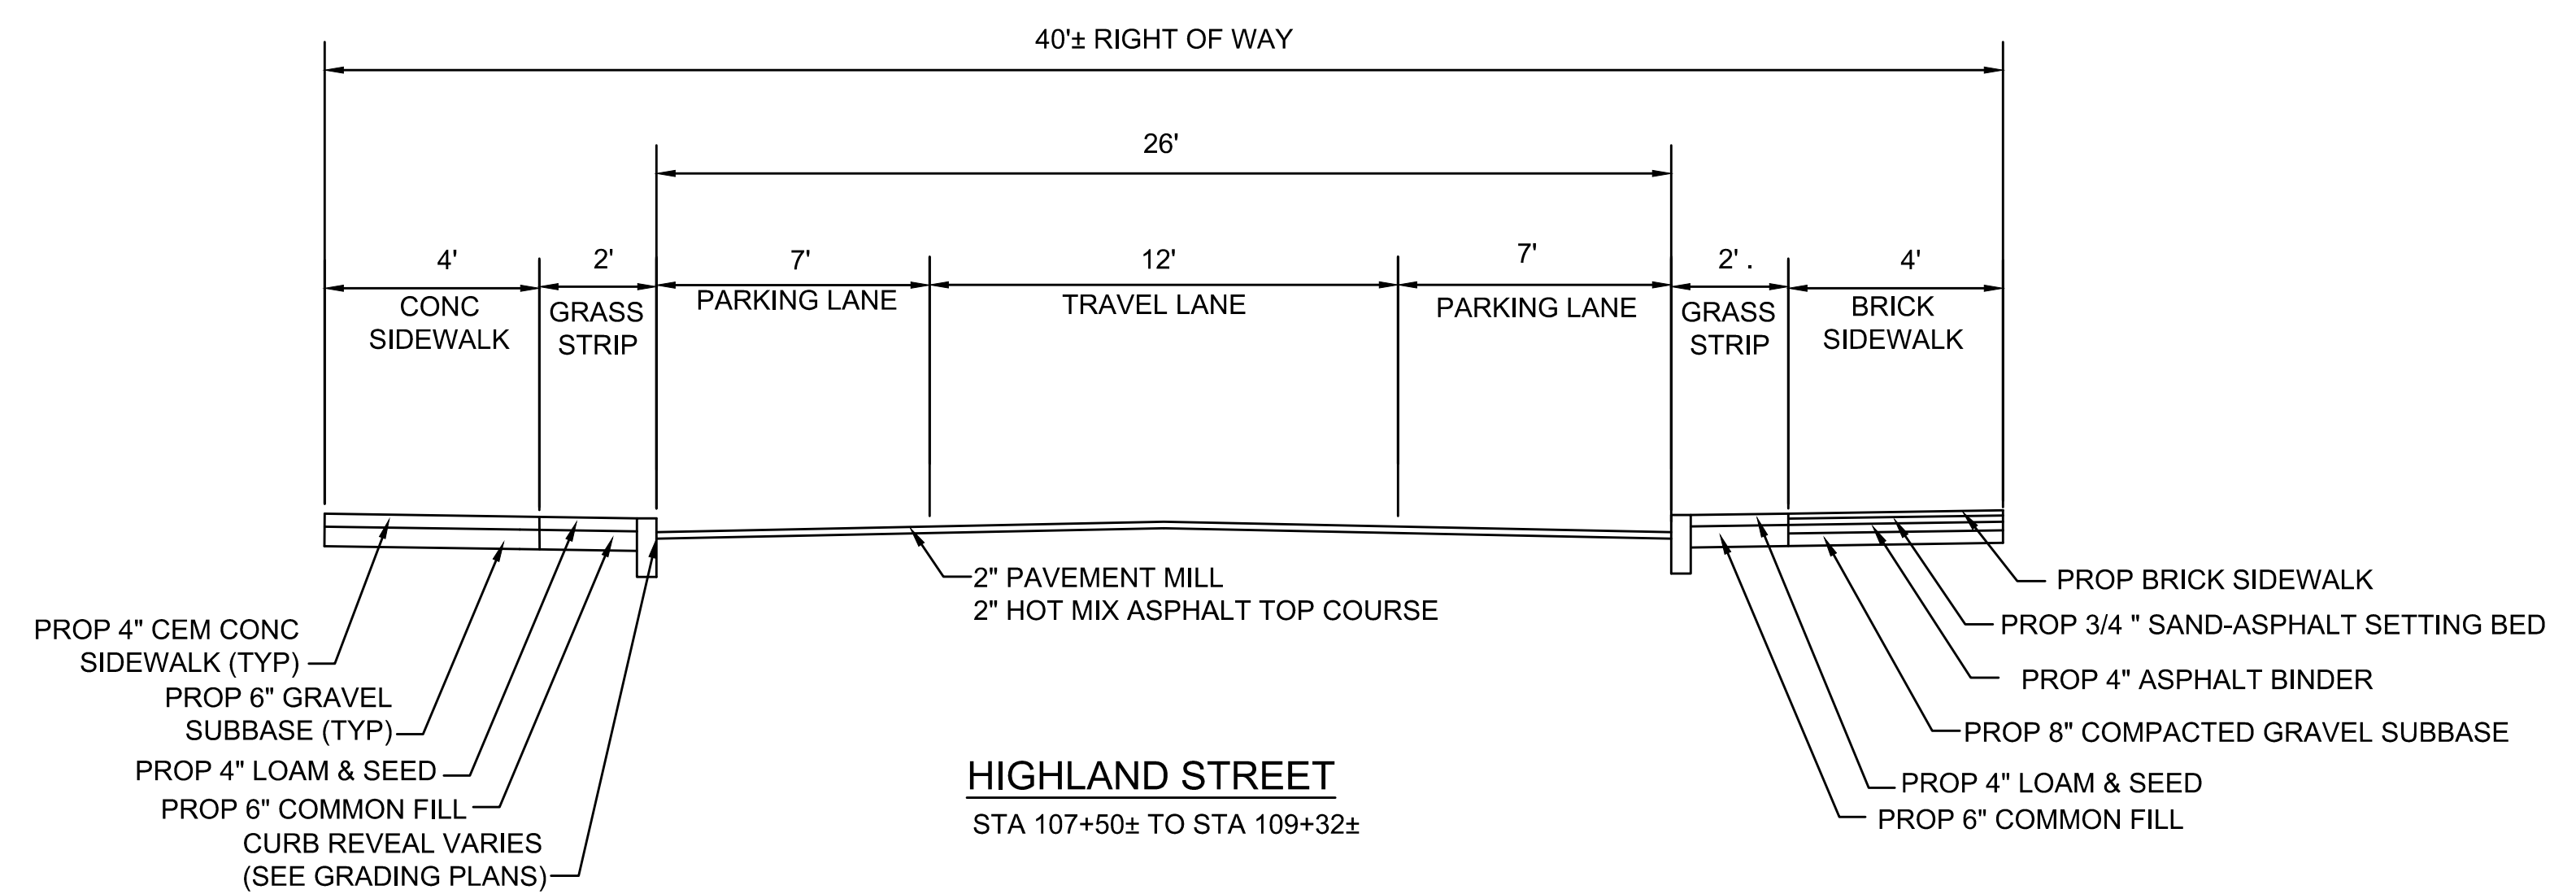 40'± RIGHT OF WAY
26'
4'
2'
7'
12'
7'
2' .
4'
CONC
SIDEWALK
GRASS
STRIP
PARKING LANE
TRAVEL LANE
PARKING LANE
GRASS
STRIP
BRICK
SIDEWALK
PROP 4" CEM CONC
SIDEWALK (TYP)
PROP 6" GRAVEL
SUBBASE (TYP)
PROP 4" LOAM & SEED
PROP 6" COMMON FILL
CURB REVEAL VARIES
(SEE GRADING PLANS)
2" PAVEMENT MILL
2" HOT MIX ASPHALT TOP COURSE
HIGHLAND STREET
STA 107+50± TO STA 109+32±
PROP BRICK SIDEWALK
PROP 3/4 " SAND-ASPHALT SETTING BED
PROP 4" ASPHALT BINDER
PROP 8" COMPACTED GRAVEL SUBBASE
PROP 4" LOAM & SEED
PROP 6" COMMON FILL